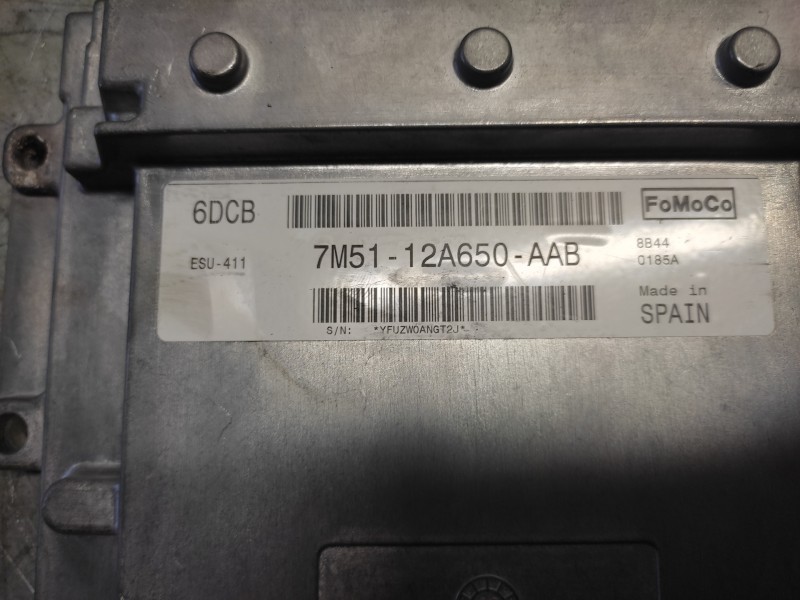 6DCB
FoMoCo
ESU-411
7M51-12A650-AAB
8B44
0185A
Made in
SPAIN
S/N: *YFUZW0ANGT2J*